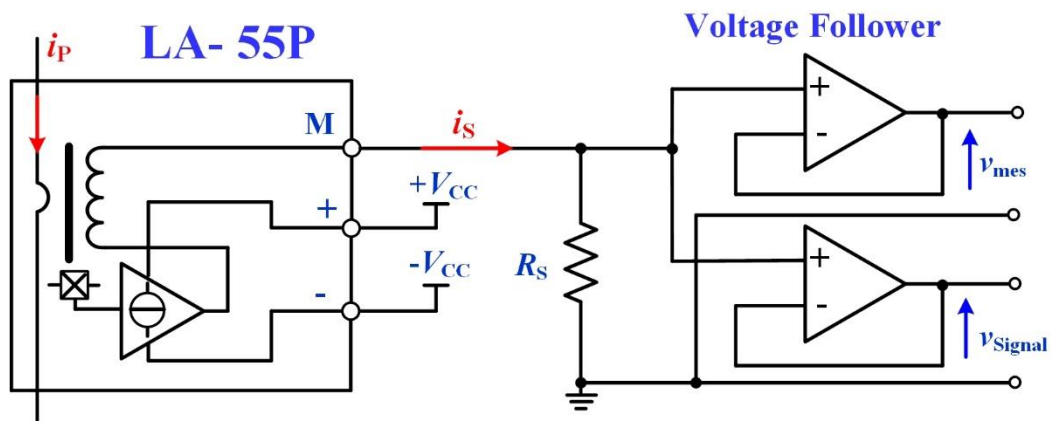 LA- 55P
Voltage Follower
iP
M
iS
+VCC
+
-VCC
-
RS
+
-
vmes
+
-
vSignal